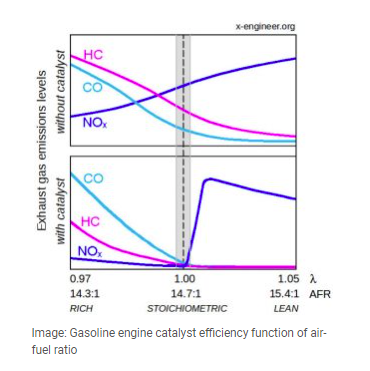 x-engineer.org
Exhaust gas emissions levels
without catalyst
with catalyst
HC
CO
NOₓ
CO
HC
NOₓ
0.97 1.00 1.05 λ
14.3:1 14.7:1 15.4:1 AFR
RICH STOICHIOMETRIC LEAN
Image: Gasoline engine catalyst efficiency function of air-
fuel ratio